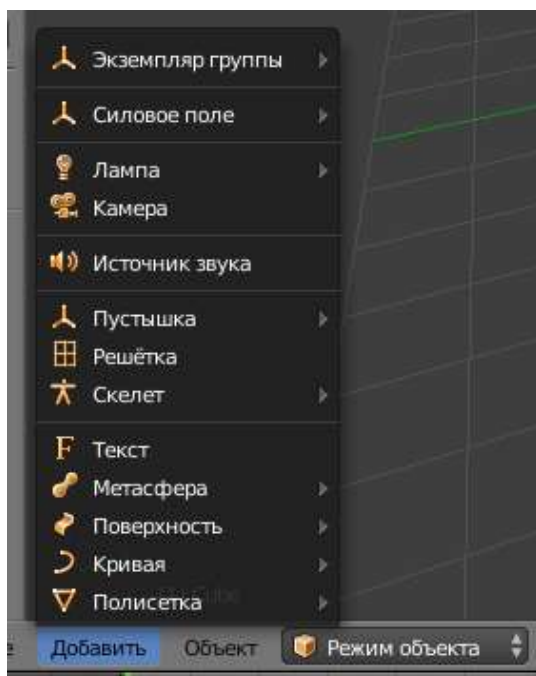 Экземпляр группы
Силовое поле
Лампа
Камера
Источник звука
Пустышка
Решётка
Скелет
Текст
Метасфера
Поверхность
Кривая
Полисетка
Добавить Объект Режим объекта